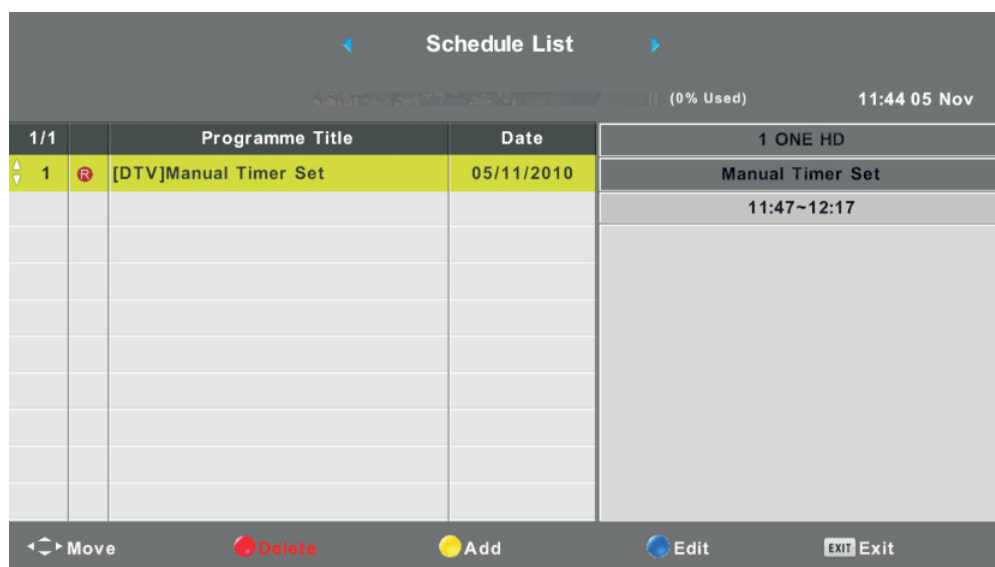 Schedule List
(0% Used) 11:44 05 Nov
1/1 Programme Title Date 1 ONE HD
1 R [DTV]Manual Timer Set 05/11/2010 Manual Timer Set
11:47~12:17
Move Delete Add Edit EXIT Exit